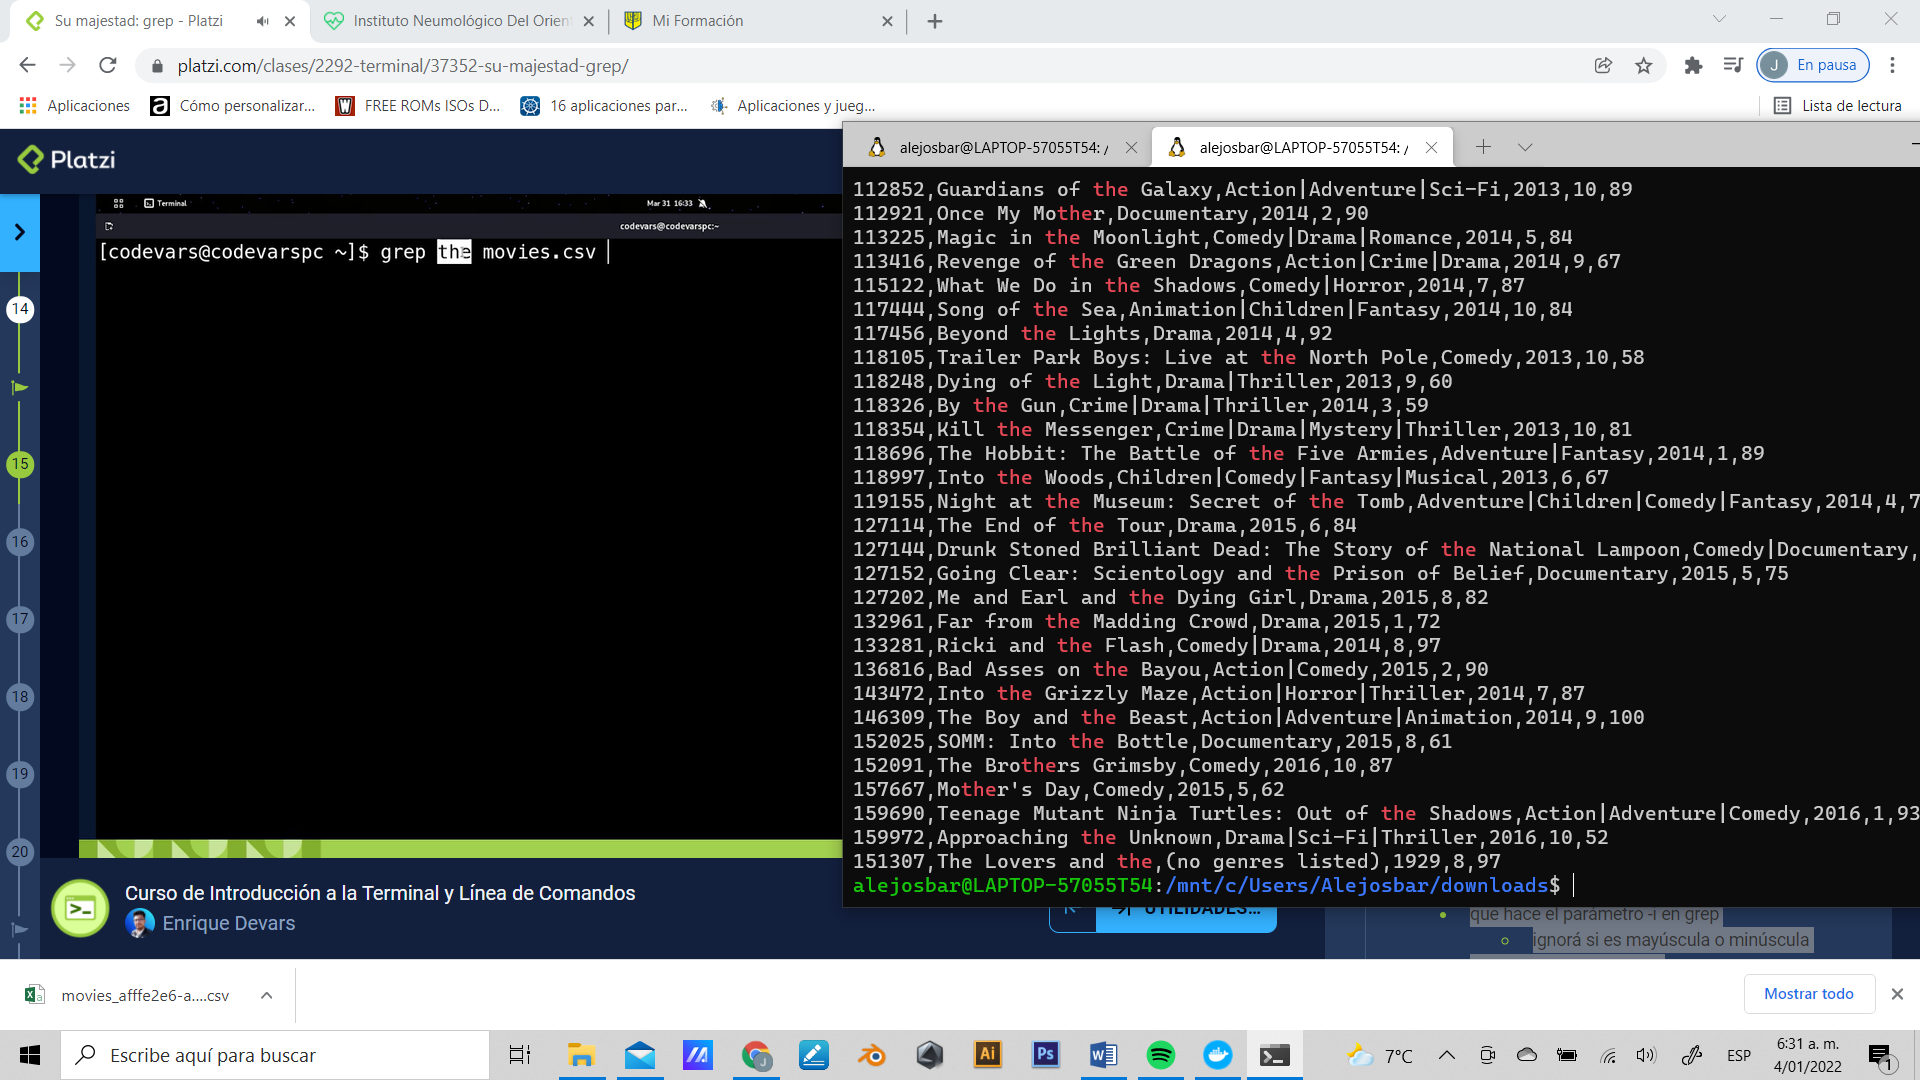 Su majestad: grep - Platzi
Instituto Neumológico Del Orien
Mi Formación
platzi.com/clases/2292-terminal/37352-su-majestad-grep/
J En pausa
Aplicaciones
Cómo personalizar...
FREE ROMs ISOs D...
16 aplicaciones par...
Aplicaciones y jueg...
Lista de lectura
Platzi
alejosbar@LAPTOP-57055T54: /
alejosbar@LAPTOP-57055T54: /
Terminal
Mar 31 16:33
codevars@codevarspc:~
[codevars@codevarspc ~]$ grep the movies.csv
14
15
16
17
18
19
20
112852,Guardians of the Galaxy,Action|Adventure|Sci-Fi,2013,10,89
112921,Once My Mother,Documentary,2014,2,90
113225,Magic in the Moonlight,Comedy|Drama|Romance,2014,5,84
113416,Revenge of the Green Dragons,Action|Crime|Drama,2014,9,67
115122,What We Do in the Shadows,Comedy|Horror,2014,7,87
117444,Song of the Sea,Animation|Children|Fantasy,2014,10,84
117456,Beyond the Lights,Drama,2014,4,92
118105,Trailer Park Boys: Live at the North Pole,Comedy,2013,10,58
118248,Dying of the Light,Drama|Thriller,2013,9,60
118326,By the Gun,Crime|Drama|Thriller,2014,3,59
118354,Kill the Messenger,Crime|Drama|Mystery|Thriller,2013,10,81
118696,The Hobbit: The Battle of the Five Armies,Adventure|Fantasy,2014,1,89
118997,Into the Woods,Children|Comedy|Fantasy|Musical,2013,6,67
119155,Night at the Museum: Secret of the Tomb,Adventure|Children|Comedy|Fantasy,2014,4,7
127114,The End of the Tour,Drama,2015,6,84
127144,Drunk Stoned Brilliant Dead: The Story of the National Lampoon,Comedy|Documentary,
127152,Going Clear: Scientology and the Prison of Belief,Documentary,2015,5,75
127202,Me and Earl and the Dying Girl,Drama,2015,8,82
132961,Far from the Madding Crowd,Drama,2015,1,72
133281,Ricki and the Flash,Comedy|Drama,2014,8,97
136816,Bad Asses on the Bayou,Action|Comedy,2015,2,90
143472,Into the Grizzly Maze,Action|Horror|Thriller,2014,7,87
146309,The Boy and the Beast,Action|Adventure|Animation,2014,9,100
152025,SOMM: Into the Bottle,Documentary,2015,8,61
152091,The Brothers Grimsby,Comedy,2016,10,87
157667,Mother's Day,Comedy,2015,5,62
159690,Teenage Mutant Ninja Turtles: Out of the Shadows,Action|Adventure|Comedy,2016,1,93
159972,Approaching the Unknown,Drama|Sci-Fi|Thriller,2016,10,52
151307,The Lovers and the,(no genres listed),1929,8,97
alejosbar@LAPTOP-57055T54:/mnt/c/Users/Alejosbar/downloads$
Curso de Introducción a la Terminal y Línea de Comandos
Enrique Devars
UTILIDADES...
que hace el parámetro -i en grep
ignorá si es mayúscula o minúscula
movies_afffe2e6-a....csv
Mostrar todo
Escribe aquí para buscar
J
Ai
Ps
7°C
ESP
6:31 a. m.
4/01/2022
1